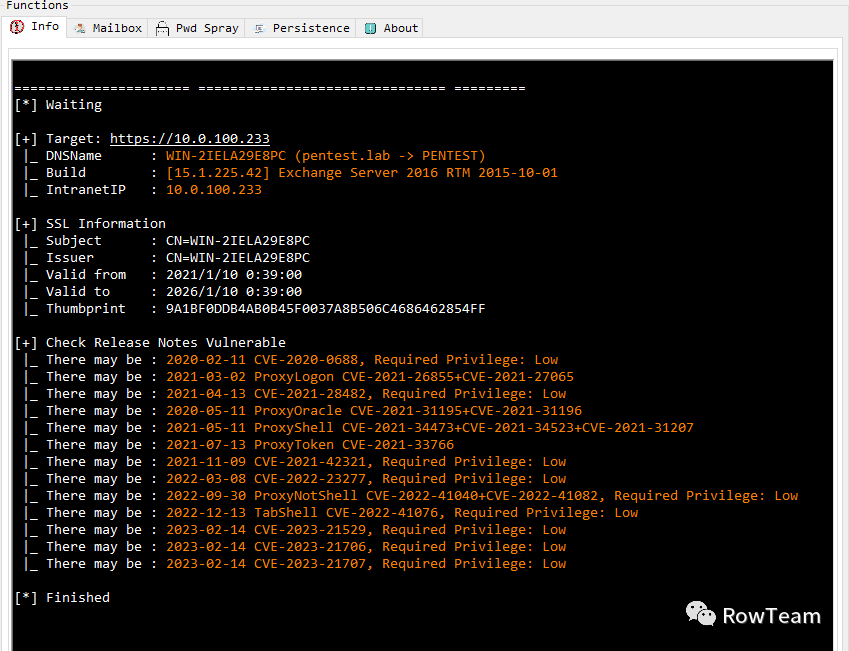 Functions
Info Mailbox Pwd Spray Persistence About
====================== =============================== =========
[*] Waiting
[+] Target: https://10.0.100.233
|_ DNSName : WIN-2IELA29E8PC (pentest.lab -> PENTEST)
|_ Build : [15.1.225.42] Exchange Server 2016 RTM 2015-10-01
|_ IntranetIP : 10.0.100.233
[+] SSL Information
|_ Subject : CN=WIN-2IELA29E8PC
|_ Issuer : CN=WIN-2IELA29E8PC
|_ Valid from : 2021/1/10 0:39:00
|_ Valid to : 2026/1/10 0:39:00
|_ Thumbprint : 9A1BF0DDB4AB0B45F0037A8B506C4686462854FF
[+] Check Release Notes Vulnerable
|_ There may be : 2020-02-11 CVE-2020-0688, Required Privilege: Low
|_ There may be : 2021-03-02 ProxyLogon CVE-2021-26855+CVE-2021-27065
|_ There may be : 2021-04-13 CVE-2021-28482, Required Privilege: Low
|_ There may be : 2020-05-11 ProxyOracle CVE-2021-31195+CVE-2021-31196
|_ There may be : 2021-05-11 ProxyShell CVE-2021-34473+CVE-2021-34523+CVE-2021-31207
|_ There may be : 2021-07-13 ProxyToken CVE-2021-33766
|_ There may be : 2021-11-09 CVE-2021-42321, Required Privilege: Low
|_ There may be : 2022-03-08 CVE-2022-23277, Required Privilege: Low
|_ There may be : 2022-09-30 ProxyNotShell CVE-2022-41040+CVE-2022-41082, Required Privilege: Low
|_ There may be : 2022-12-13 TabShell CVE-2022-41076, Required Privilege: Low
|_ There may be : 2023-02-14 CVE-2023-21529, Required Privilege: Low
|_ There may be : 2023-02-14 CVE-2023-21706, Required Privilege: Low
|_ There may be : 2023-02-14 CVE-2023-21707, Required Privilege: Low
[*] Finished
RowTeam